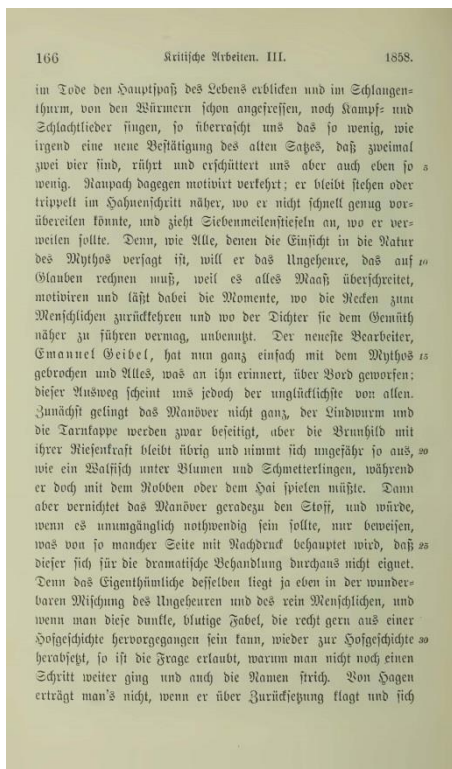 166 Kritische Arbeiten. III. 1858.
im Tode den Hauptspaß des Lebens erblicken und im Schlangen=
thurm, von den Würmern schon angefressen, noch Kampf= und
Schlachtlieder singen, so überrascht uns das so wenig, wie
irgend eine neue Bestätigung des alten Satzes, daß zweimal
zwei vier sind, rührt und erschüttert uns aber auch eben so 5
wenig. Raupach dagegen motivirt verkehrt; er bleibt stehen oder
trippelt im Hahnenschritt näher, wo er nicht schnell genug vor=
übereilen könnte, und zieht Siebenmeilenstiefeln an, wo er ver=
weilen sollte. Denn, wie Alle, denen die Einsicht in die Natur
des Mythos versagt ist, will er das Ungeheure, das auf 10
Glauben rechnen muß, weil es alles Maaß überschreitet,
motiviren und läßt dabei die Momente, wo die Recken zum
Menschlichen zurückkehren und wo der Dichter sie dem Gemüth
näher zu führen vermag, unbenutzt. Der neueste Bearbeiter,
Emanuel Geibel, hat nun ganz einfach mit dem Mythos 15
gebrochen und Alles, was an ihn erinnert, über Bord geworfen;
dieser Ausweg scheint uns jedoch der unglücklichste von allen.
Zunächst gelingt das Manöver nicht ganz, der Lindwurm und
die Tarnkappe werden zwar beseitigt, aber die Brunhild mit
ihrer Riesenkraft bleibt übrig und nimmt sich ungefähr so aus, 20
wie ein Walfisch unter Blumen und Schmetterlingen, während
er doch mit dem Robben oder dem Hai spielen müßte. Dann
aber vernichtet das Manöver geradezu den Stoff, und würde,
wenn es unumgänglich nothwendig sein sollte, nur beweisen,
was von so mancher Seite mit Nachdruck behauptet wird, daß 25
dieser sich für die dramatische Behandlung durchaus nicht eignet.
Denn das Eigenthümliche desselben liegt ja eben in der wunder=
baren Mischung des Ungeheuren und des rein Menschlichen, und
wenn man diese dunkle, blutige Fabel, die recht gern aus einer
Hofgeschichte hervorgegangen sein kann, wieder zur Hofgeschichte 30
herabsetzt, so ist die Frage erlaubt, warum man nicht noch einen
Schritt weiter ging und auch die Namen strich. Von Hagen
erträgt man's nicht, wenn er über Zurücksetzung klagt und sich